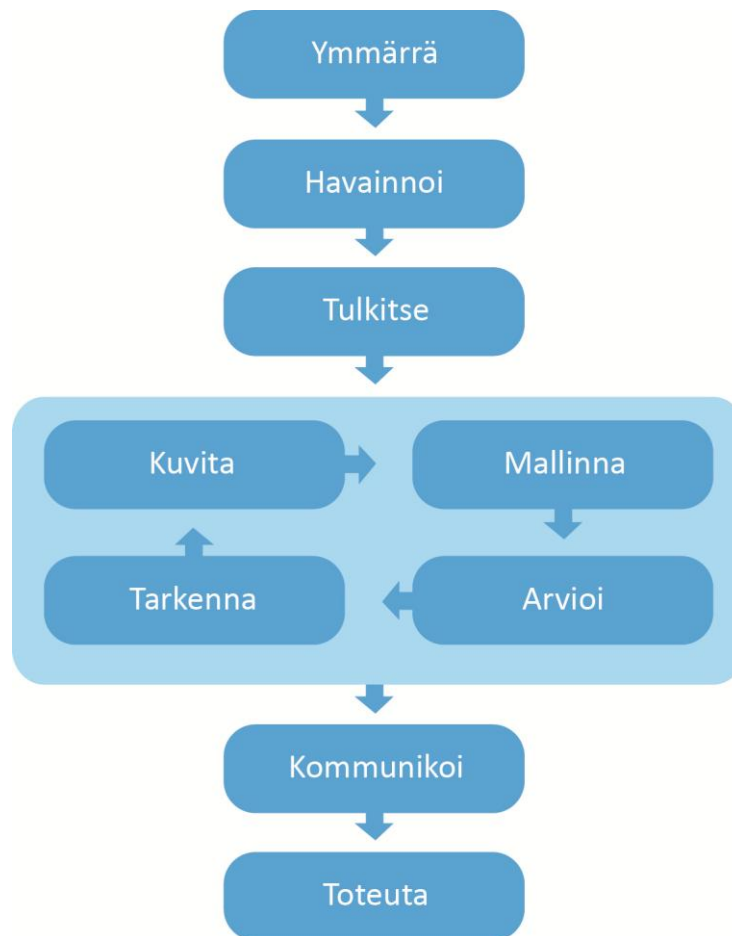 Ymmärrä
Havainnoi
Tulkitse
Kuvita
Mallinna
Tarkenna
Arvioi
Kommunikoi
Toteuta